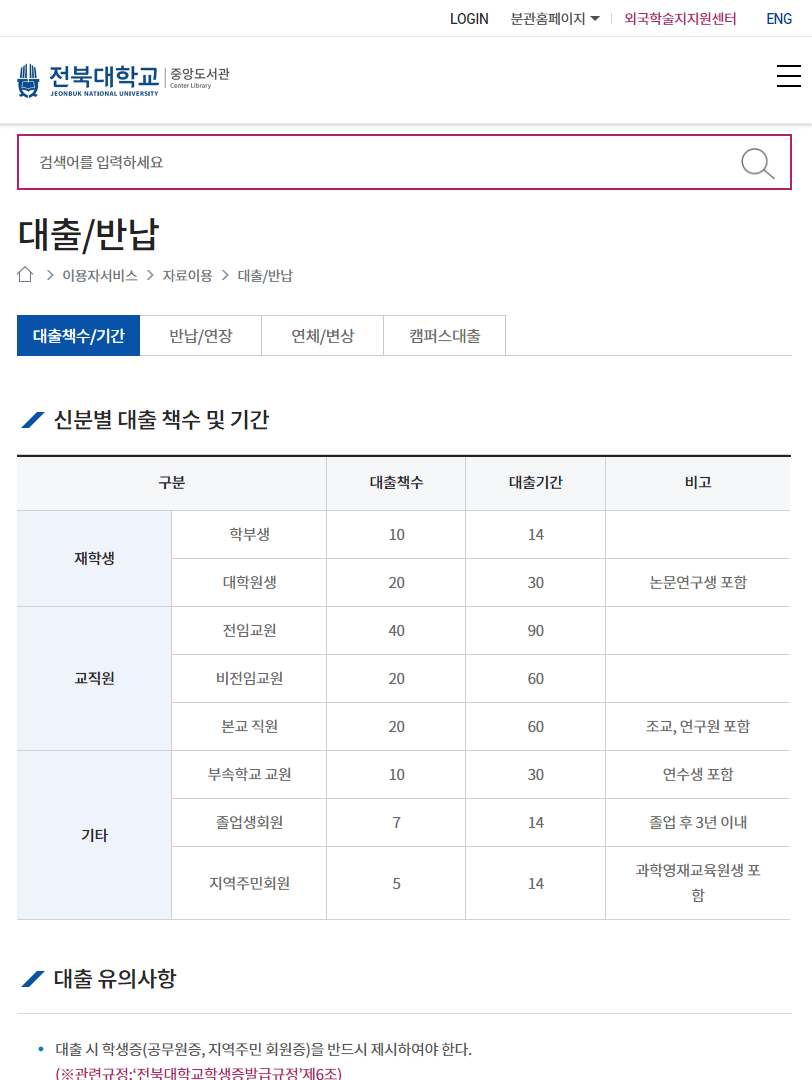 LOGIN 분관홈페이지 외국학술지지원센터 ENG
전북대학교 중앙도서관
JEONBUK NATIONAL UNIVERSITY Center Library
검색어를 입력하세요
대출/반납
이용자서비스 자료이용 대출/반납
대출책수/기간 반납/연장 연체/변상 캠퍼스대출
신분별 대출 책수 및 기간
구분 대출책수 대출기간 비고
재학생 학부생 10 14
대학원생 20 30 논문연구생 포함
교직원 전임교원 40 90
비전임교원 20 60
본교 직원 20 60 조교, 연구원 포함
기타 부속학교 교원 10 30 연수생 포함
졸업생회원 7 14 졸업 후 3년 이내
지역주민회원 5 14 과학영재교육원생 포
함
대출 유의사항
• 대출 시 학생증(공무원증, 지역주민 회원증)을 반드시 제시하여야 한다.
(※관련규정:‘전북대학교학생증발급규정’제6조)